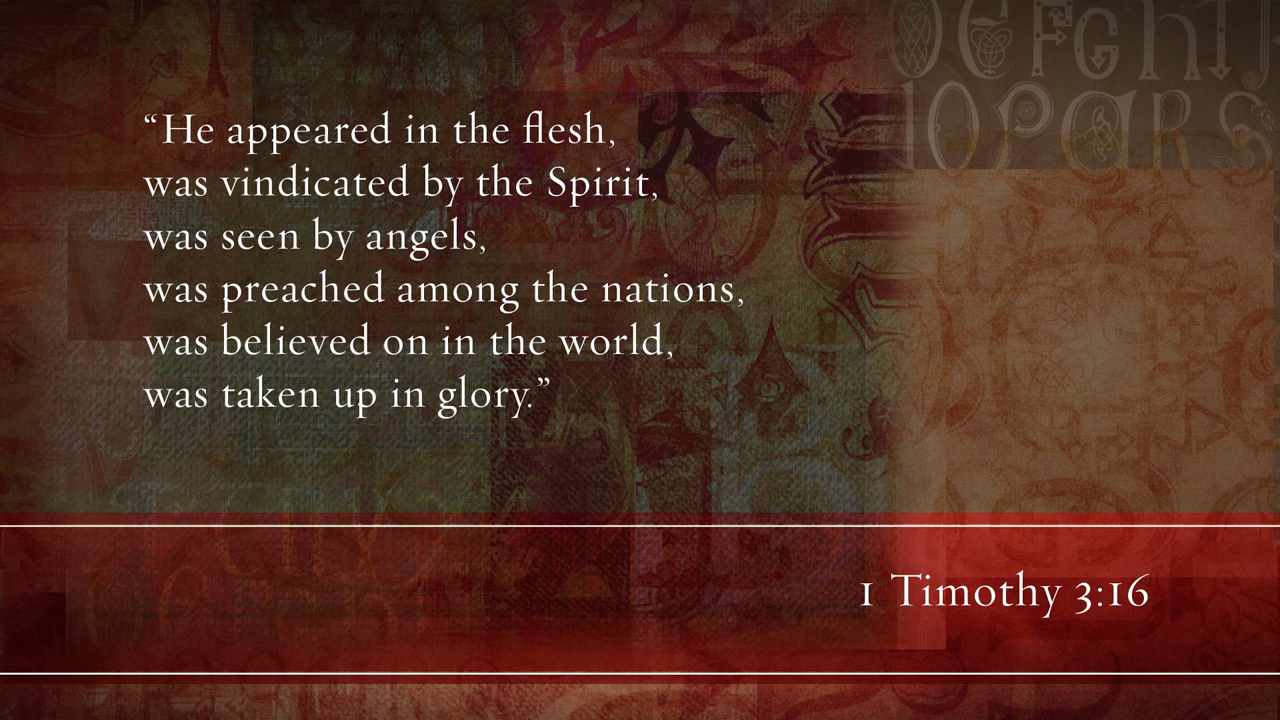 “He appeared in the flesh,
was vindicated by the Spirit,
was seen by angels,
was preached among the nations,
was believed on in the world,
was taken up in glory.”
1 Timothy 3:16